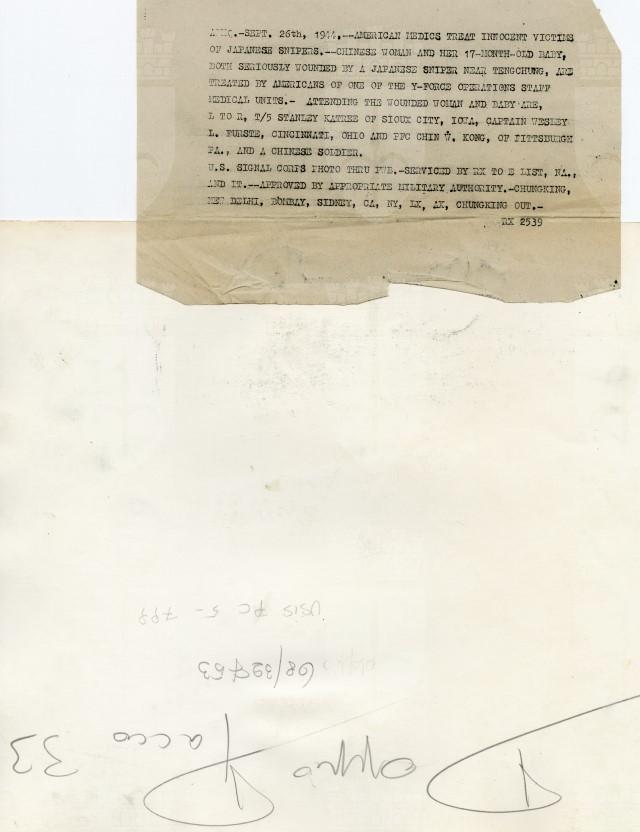 SEPT. 26th, 1944.--AMERICAN MEDICS TREAT INNOCENT VICTIMS
OF JAPANESE SNIPERS.--CHINESE WOMAN AND HER 17-MONTH-OLD BABY,
BOTH SERIOUSLY WOUNDED BY A JAPANESE SNIPER NEAR TENGCHUNG, ARE
TREATED BY AMERICANS OF ONE OF THE Y-FORCE OPERATIONS STAFF
MEDICAL UNITS.- ATTENDING THE WOUNDED WOMAN AND BABY ARE,
L TO R, T/5 STANLEY KATREE OF SIOUX CITY, IOWA, CAPTAIN WESLEY
L. FURSTE, CINCINNATI, OHIO AND PFC CHIN W. KONG, OF PITTSBURGH
PA., AND A CHINESE SOLDIER.
U.S. SIGNAL CORPS PHOTO THRU PWB.-SERVICED BY RX TO E LIST, NA.,
AND IT.--APPROVED BY APPROPRIATE MILITARY AUTHORITY.-CHUNGKING,
NEW DELHI, BOMBAY, SIDNEY, CA, NY, LX, AX, CHUNGKING OUT.-
RX 2539
Doppio
Pacco 33
USIS PC 5-